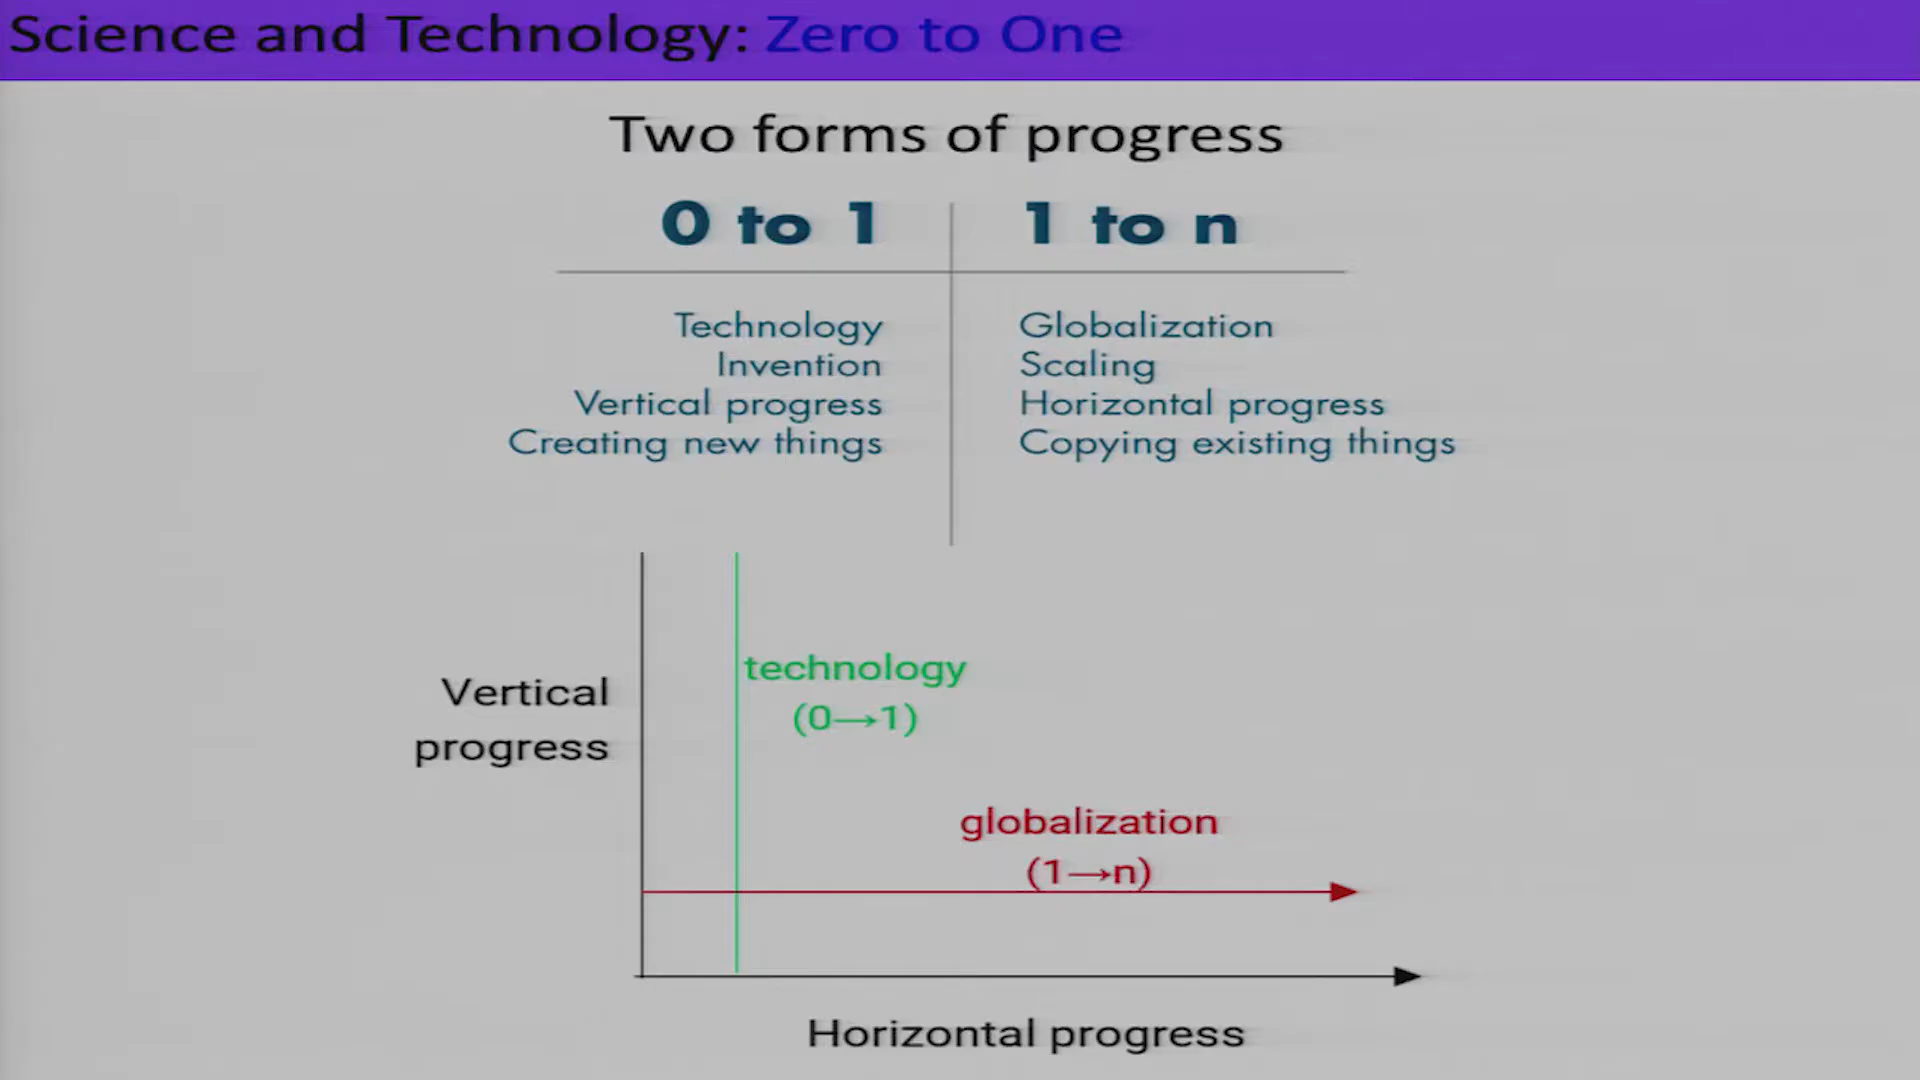 Science and Technology: Zero to One
Two forms of progress
0 to 1
1 to n
Technology
Invention
Vertical progress
Creating new things
Globalization
Scaling
Horizontal progress
Copying existing things
Vertical
progress
technology
(0→1)
globalization
(1→n)
Horizontal progress